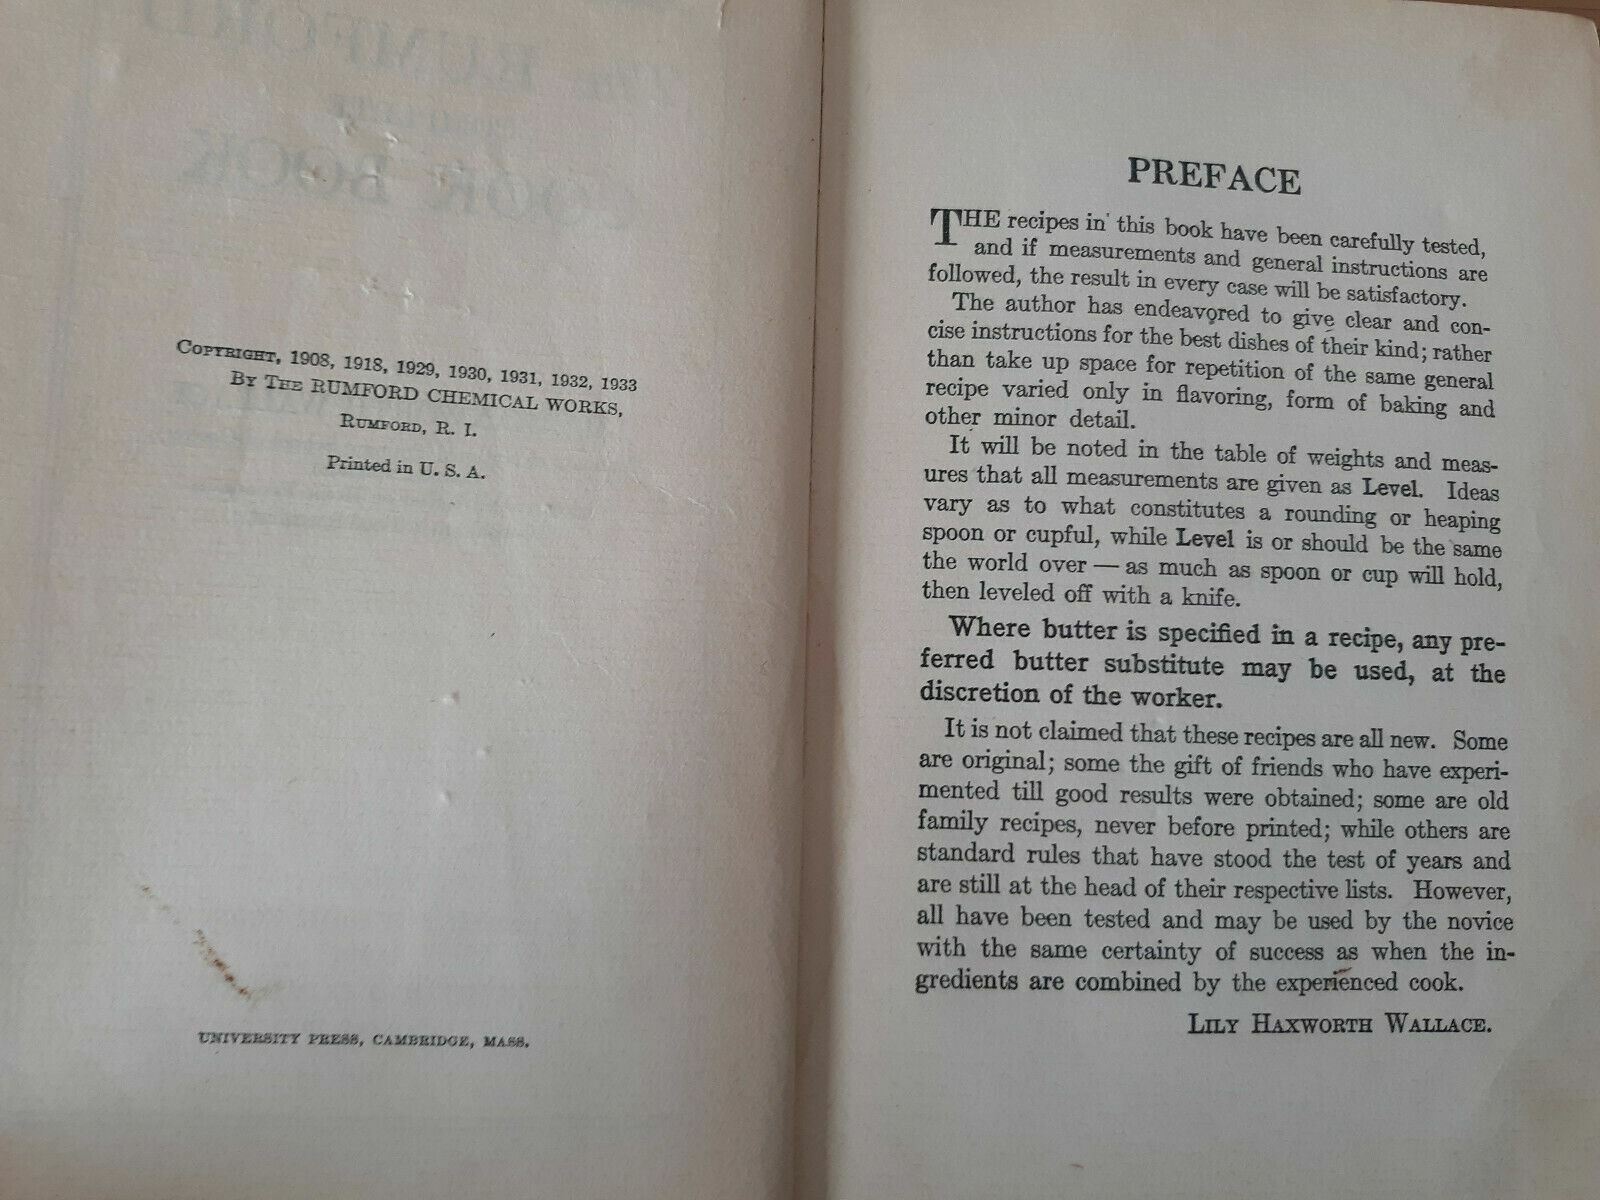 COPYRIGHT, 1908, 1918, 1929, 1930, 1931, 1932, 1933
BY THE RUMFORD CHEMICAL WORKS,
RUMFORD, R. I.
Printed in U. S. A.
UNIVERSITY PRESS, CAMBRIDGE, MASS.
PREFACE
THE recipes in this book have been carefully tested,
and if measurements and general instructions are
followed, the result in every case will be satisfactory.
The author has endeavored to give clear and con-
cise instructions for the best dishes of their kind; rather
than take up space for repetition of the same general
recipe varied only in flavoring, form of baking and
other minor detail.
It will be noted in the table of weights and meas-
ures that all measurements are given as Level. Ideas
vary as to what constitutes a rounding or heaping
spoon or cupful, while Level is or should be the same
the world over — as much as spoon or cup will hold,
then leveled off with a knife.
Where butter is specified in a recipe, any pre-
ferred butter substitute may be used, at the
discretion of the worker.
It is not claimed that these recipes are all new. Some
are original; some the gift of friends who have experi-
mented till good results were obtained; some are old
family recipes, never before printed; while others are
standard rules that have stood the test of years and
are still at the head of their respective lists. However,
all have been tested and may be used by the novice
with the same certainty of success as when the in-
gredients are combined by the experienced cook.
LILY HAXWORTH WALLACE.